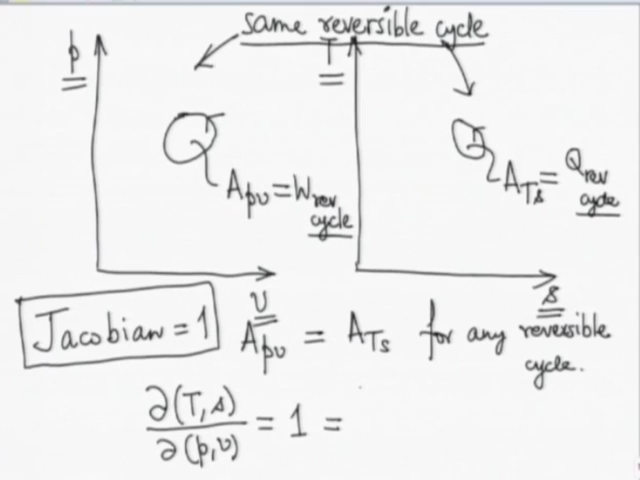 same reversible cycle
p
T
A_pv = W_rev cycle
A_Ts = Q_rev cycle
v
s
Jacobian = 1
A_pv = A_Ts for any reversible cycle.
∂(T,s)/∂(p,v) = 1 =